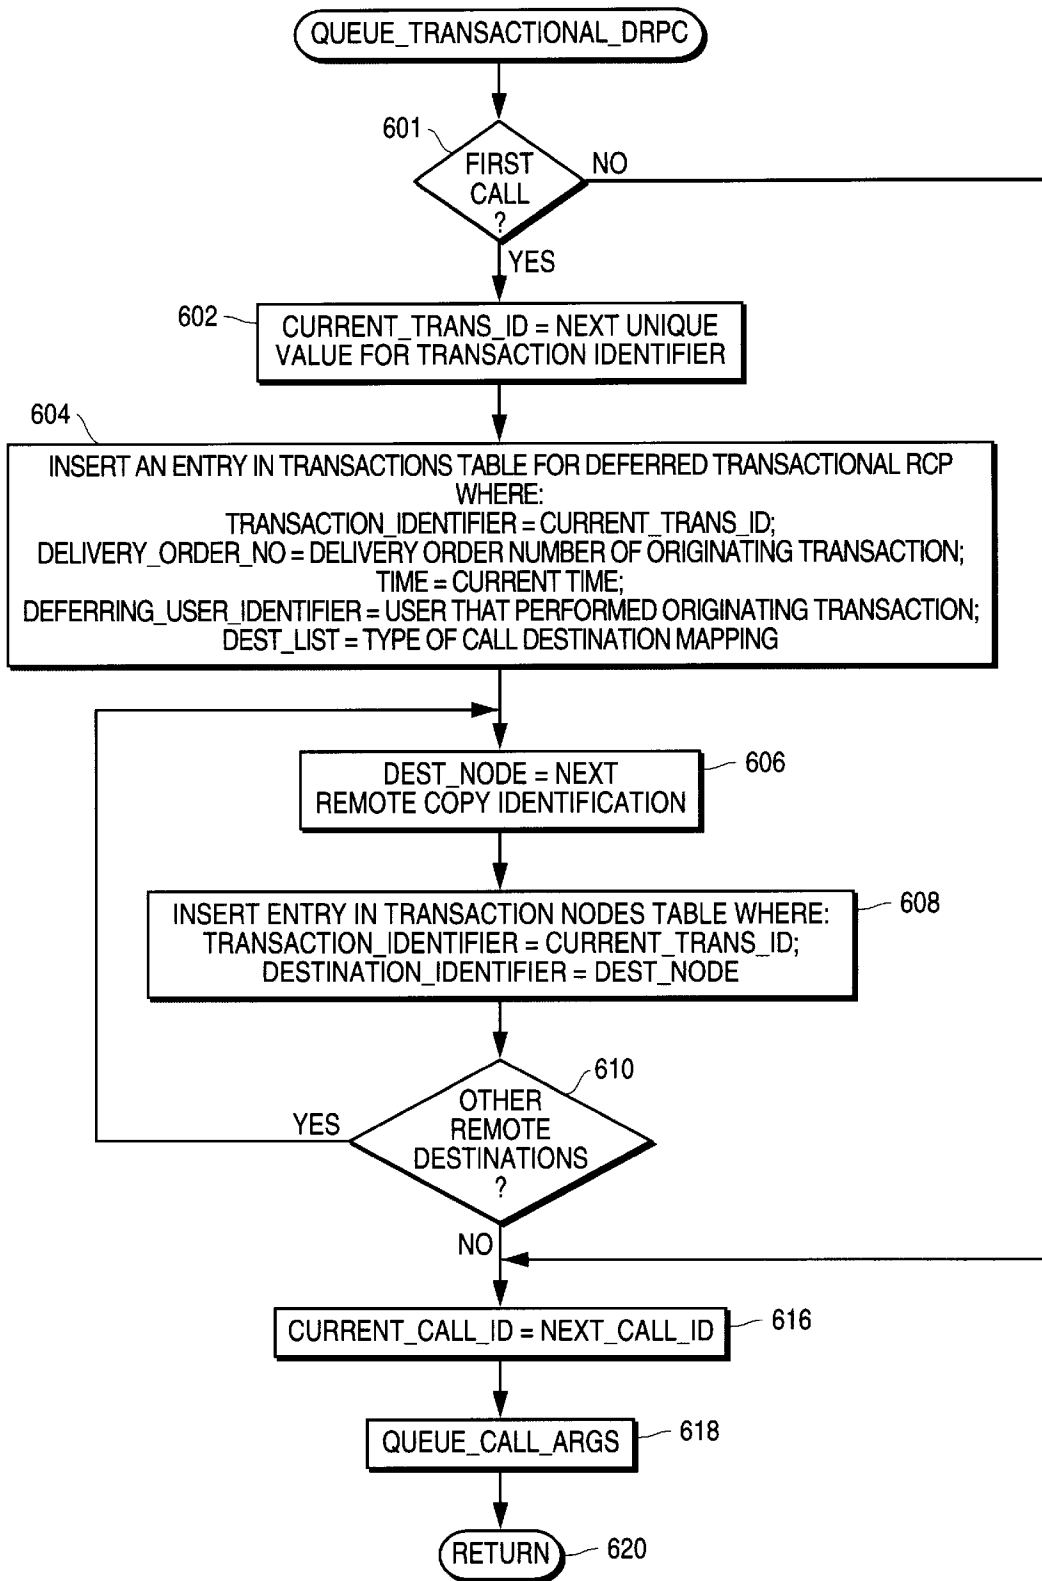 QUEUE_TRANSACTIONAL_DRPC
601
FIRST
CALL
?
NO
YES
602
CURRENT_TRANS_ID = NEXT UNIQUE
VALUE FOR TRANSACTION IDENTIFIER
604
INSERT AN ENTRY IN TRANSACTIONS TABLE FOR DEFERRED TRANSACTIONAL RCP
WHERE:
TRANSACTION_IDENTIFIER = CURRENT_TRANS_ID;
DELIVERY_ORDER_NO = DELIVERY ORDER NUMBER OF ORIGINATING TRANSACTION;
TIME = CURRENT TIME;
DEFERRING_USER_IDENTIFIER = USER THAT PERFORMED ORIGINATING TRANSACTION;
DEST_LIST = TYPE OF CALL DESTINATION MAPPING
DEST_NODE = NEXT
REMOTE COPY IDENTIFICATION
606
INSERT ENTRY IN TRANSACTION NODES TABLE WHERE:
TRANSACTION_IDENTIFIER = CURRENT_TRANS_ID;
DESTINATION_IDENTIFIER = DEST_NODE
608
610
OTHER
REMOTE
DESTINATIONS
?
YES
NO
CURRENT_CALL_ID = NEXT_CALL_ID
616
QUEUE_CALL_ARGS
618
RETURN
620